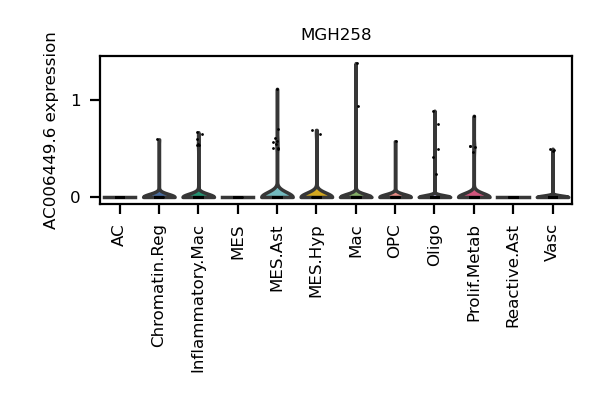 MGH258
AC006449.6 expression
1
0
AC
Chromatin.Reg
Inflammatory.Mac
MES
MES.Ast
MES.Hyp
Mac
OPC
Oligo
Prolif.Metab
Reactive.Ast
Vasc